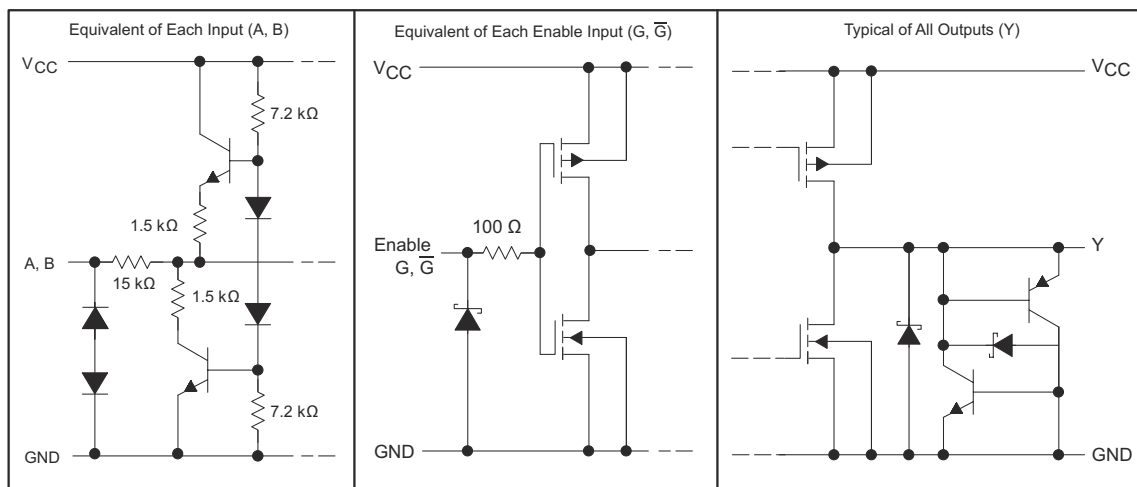 Equivalent of Each Input (A, B)
VCC
7.2 kΩ
1.5 kΩ
A, B
15 kΩ
1.5 kΩ
7.2 kΩ
GND
Equivalent of Each Enable Input (G, G̅)
VCC
100 Ω
Enable
G, G̅
GND
Typical of All Outputs (Y)
VCC
Y
GND